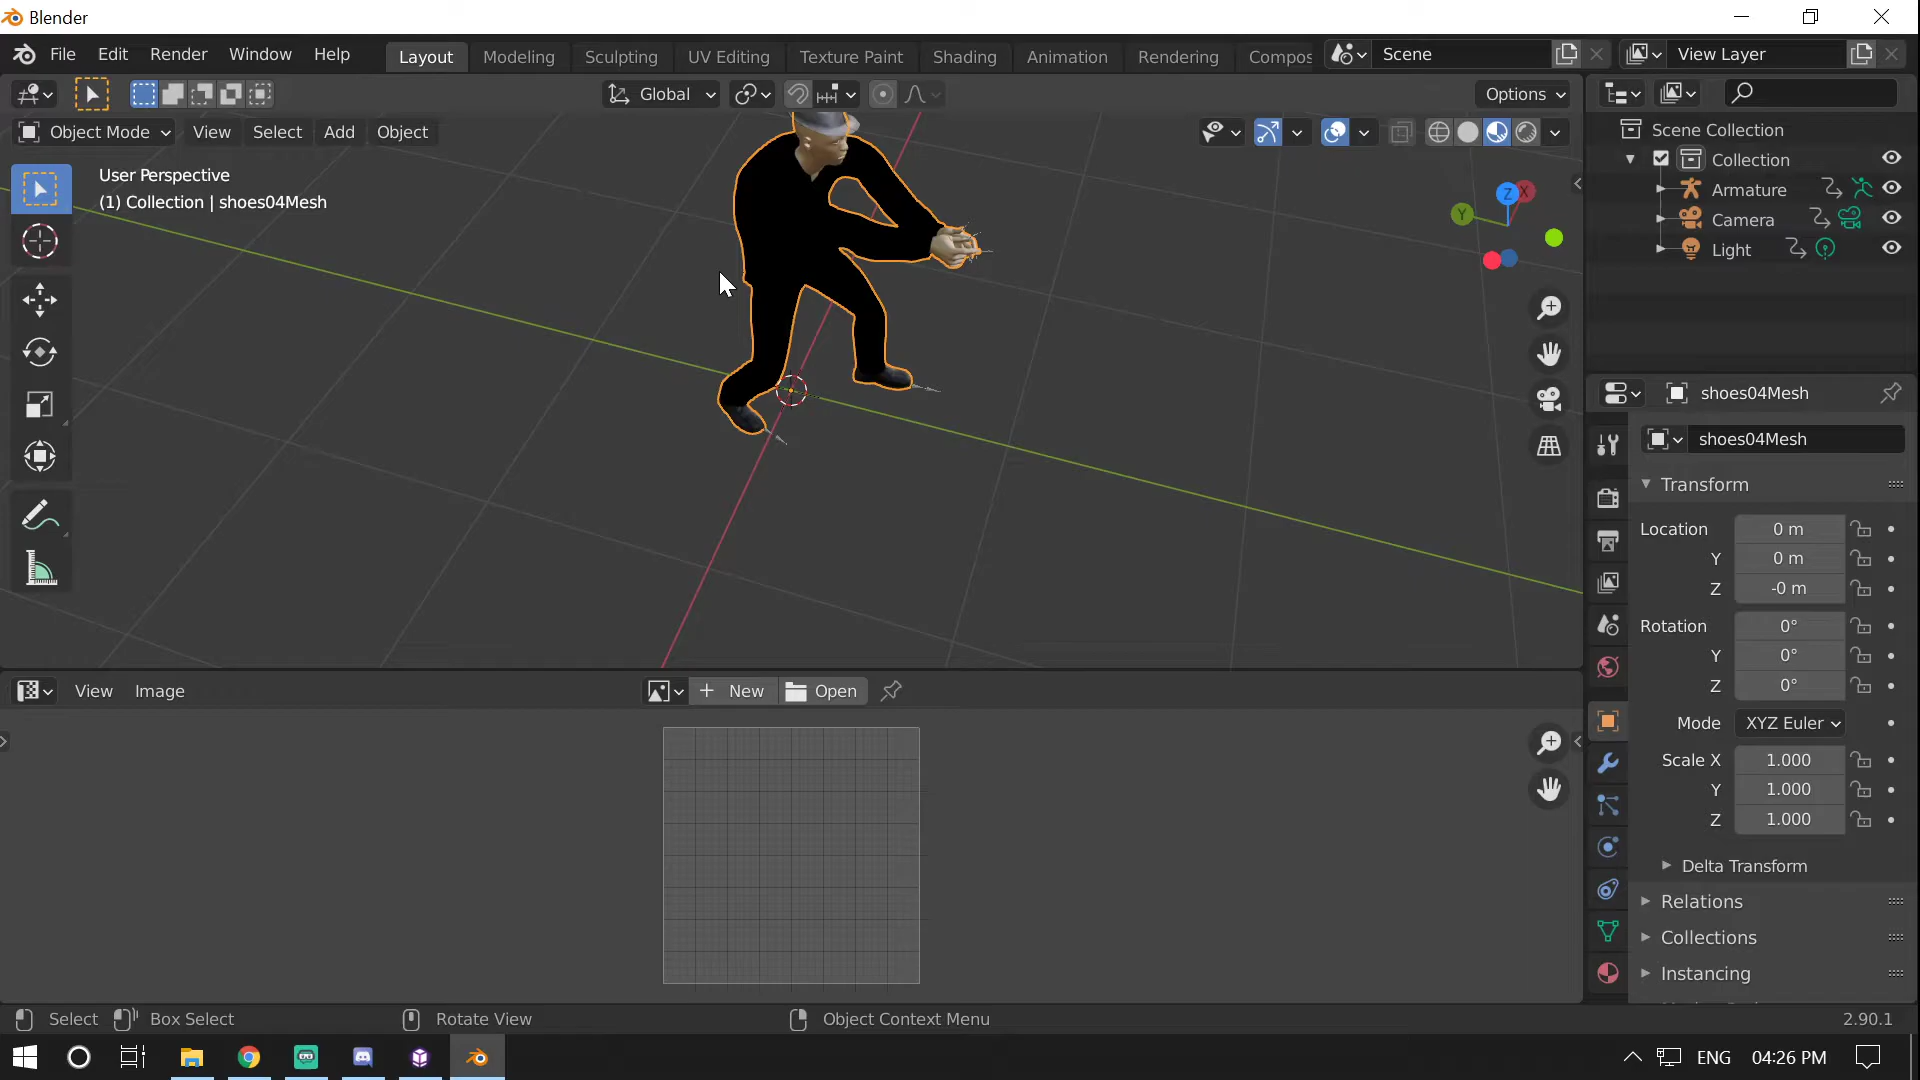 Blender
File Edit Render Window Help Layout Modeling Sculpting UV Editing Texture Paint Shading Animation Rendering Compos Scene View Layer
Global Options
Object Mode View Select Add Object
User Perspective
(1) Collection | shoes04Mesh
Z X Y
Scene Collection
Collection
Armature
Camera
Light
shoes04Mesh
shoes04Mesh
Transform
Location 0 m
Y 0 m
Z -0 m
Rotation 0°
Y 0°
Z 0°
Mode XYZ Euler
Scale X 1.000
Y 1.000
Z 1.000
Delta Transform
Relations
Collections
Instancing
View Image + New Open
Select Box Select Rotate View Object Context Menu 2.90.1
ENG 04:26 PM